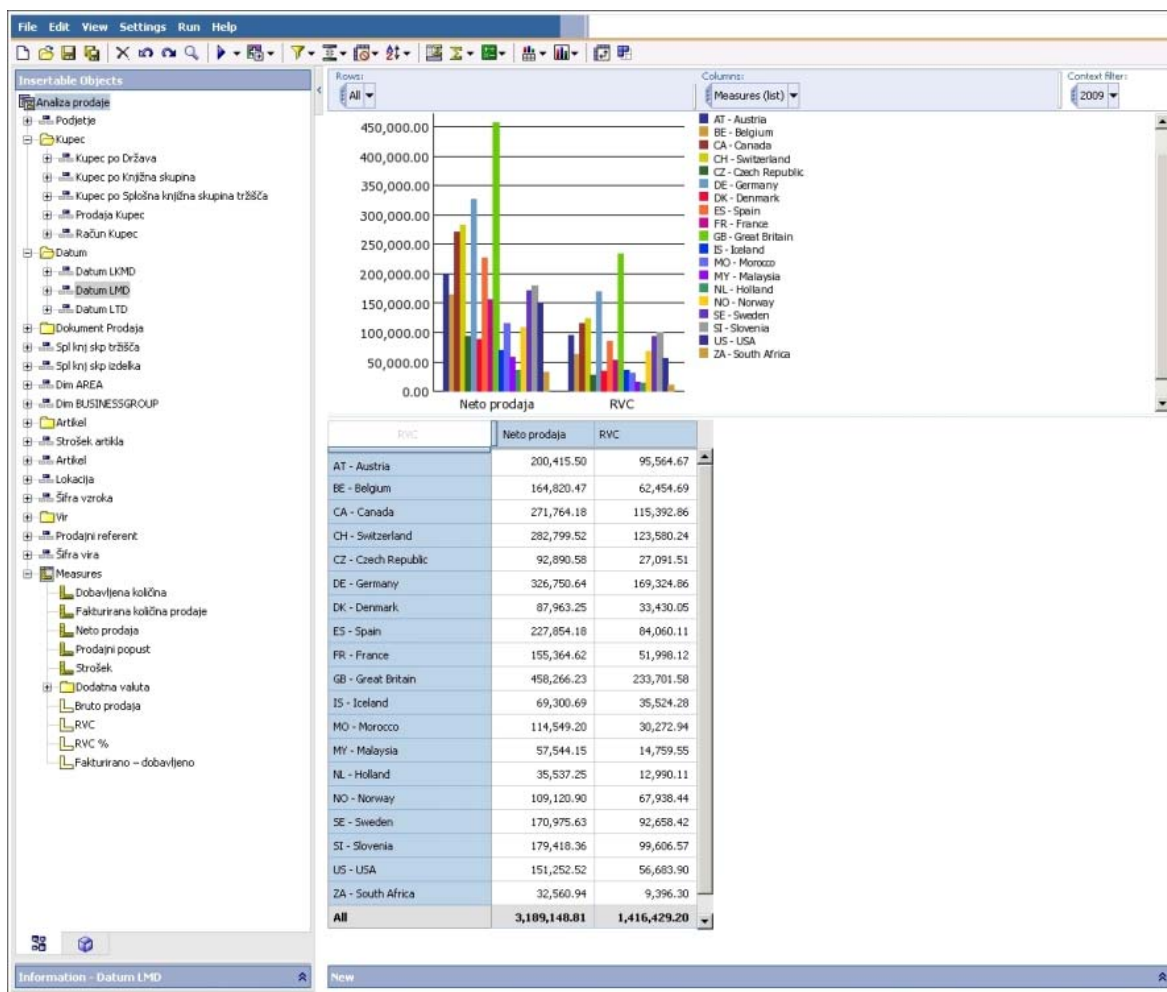 File Edit View Settings Run Help
Insertable Objects
Analiza prodaje
Podjetje
Kupec
Kupec po Država
Kupec po Knjižna skupina
Kupec po Splošna knjižna skupina tržišča
Prodaja Kupec
Račun Kupec
Datum
Datum LKMD
Datum LMD
Datum LTD
Dokument Prodaja
Spl knj skp tržišča
Spl knj skp izdelka
Dim AREA
Dim BUSINESSGROUP
Artikel
Strošek artikla
Artikel
Lokacija
Šifra vzroka
Vir
Prodajni referent
Šifra vira
Measures
Dobavljena količina
Fakturirana količina prodaje
Neto prodaja
Prodajni popust
Strošek
Dodatna valuta
Bruto prodaja
RVC
RVC %
Fakturirano – dobavljeno
Information - Datum LMD
Rows:
All
Columns:
Measures (list)
Context filter:
2009
450,000.00
400,000.00
350,000.00
300,000.00
250,000.00
200,000.00
150,000.00
100,000.00
50,000.00
0.00
Neto prodaja RVC
AT - Austria
BE - Belgium
CA - Canada
CH - Switzerland
CZ - Czech Republic
DE - Germany
DK - Denmark
ES - Spain
FR - France
GB - Great Britain
IS - Iceland
MO - Morocco
MY - Malaysia
NL - Holland
NO - Norway
SE - Sweden
SI - Slovenia
US - USA
ZA - South Africa
RVC Neto prodaja RVC
AT - Austria 200,415.50 95,564.67
BE - Belgium 164,820.47 62,454.69
CA - Canada 271,764.18 115,392.86
CH - Switzerland 282,799.52 123,580.24
CZ - Czech Republic 92,890.58 27,091.51
DE - Germany 326,750.64 169,324.86
DK - Denmark 87,963.25 33,430.05
ES - Spain 227,854.18 84,060.11
FR - France 155,364.62 51,998.12
GB - Great Britain 458,266.23 233,701.58
IS - Iceland 69,300.69 35,524.28
MO - Morocco 114,549.20 30,272.94
MY - Malaysia 57,544.15 14,759.55
NL - Holland 35,537.25 12,990.11
NO - Norway 109,120.90 67,938.44
SE - Sweden 170,975.63 92,658.42
SI - Slovenia 179,418.36 99,606.57
US - USA 151,252.52 56,683.90
ZA - South Africa 32,560.94 9,396.30
All 3,189,148.81 1,416,429.20
New